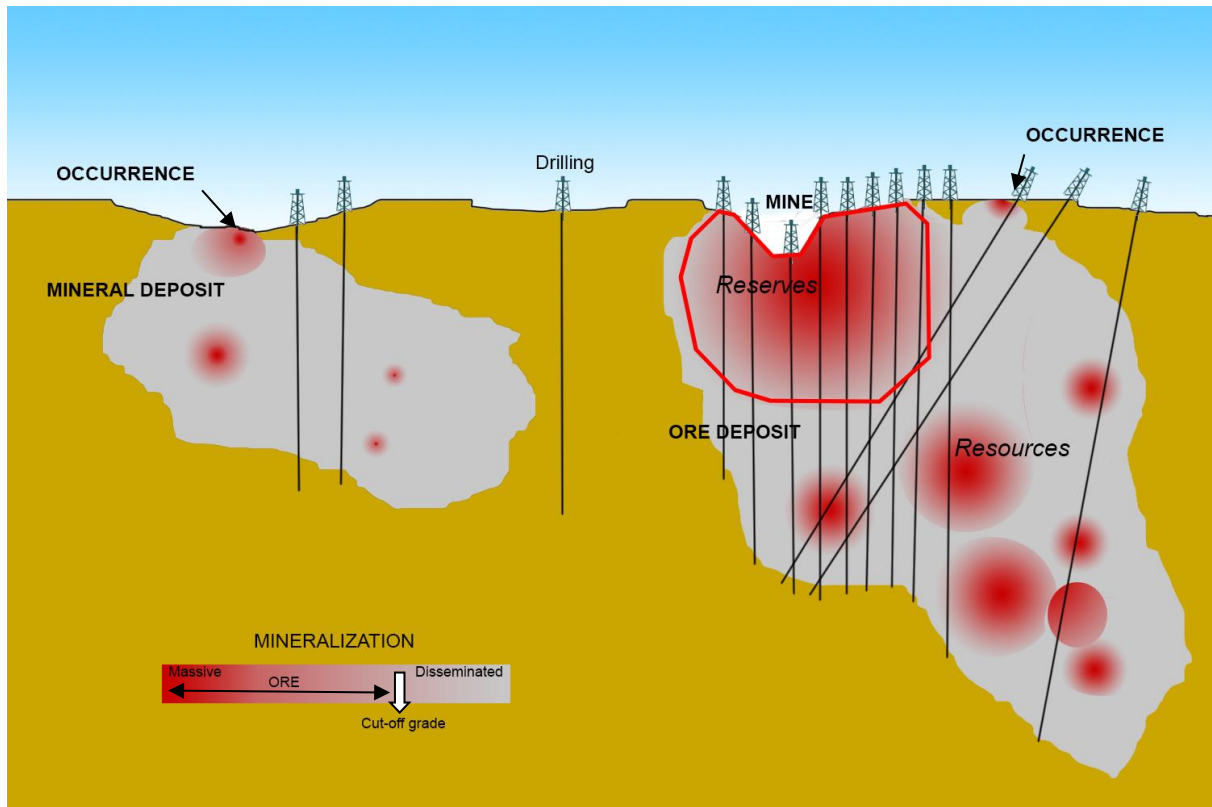 OCCURRENCE
Drilling
OCCURRENCE
MINE
MINERAL DEPOSIT
Reserves
ORE DEPOSIT
Resources
MINERALIZATION
Massive
Disseminated
ORE
Cut-off grade